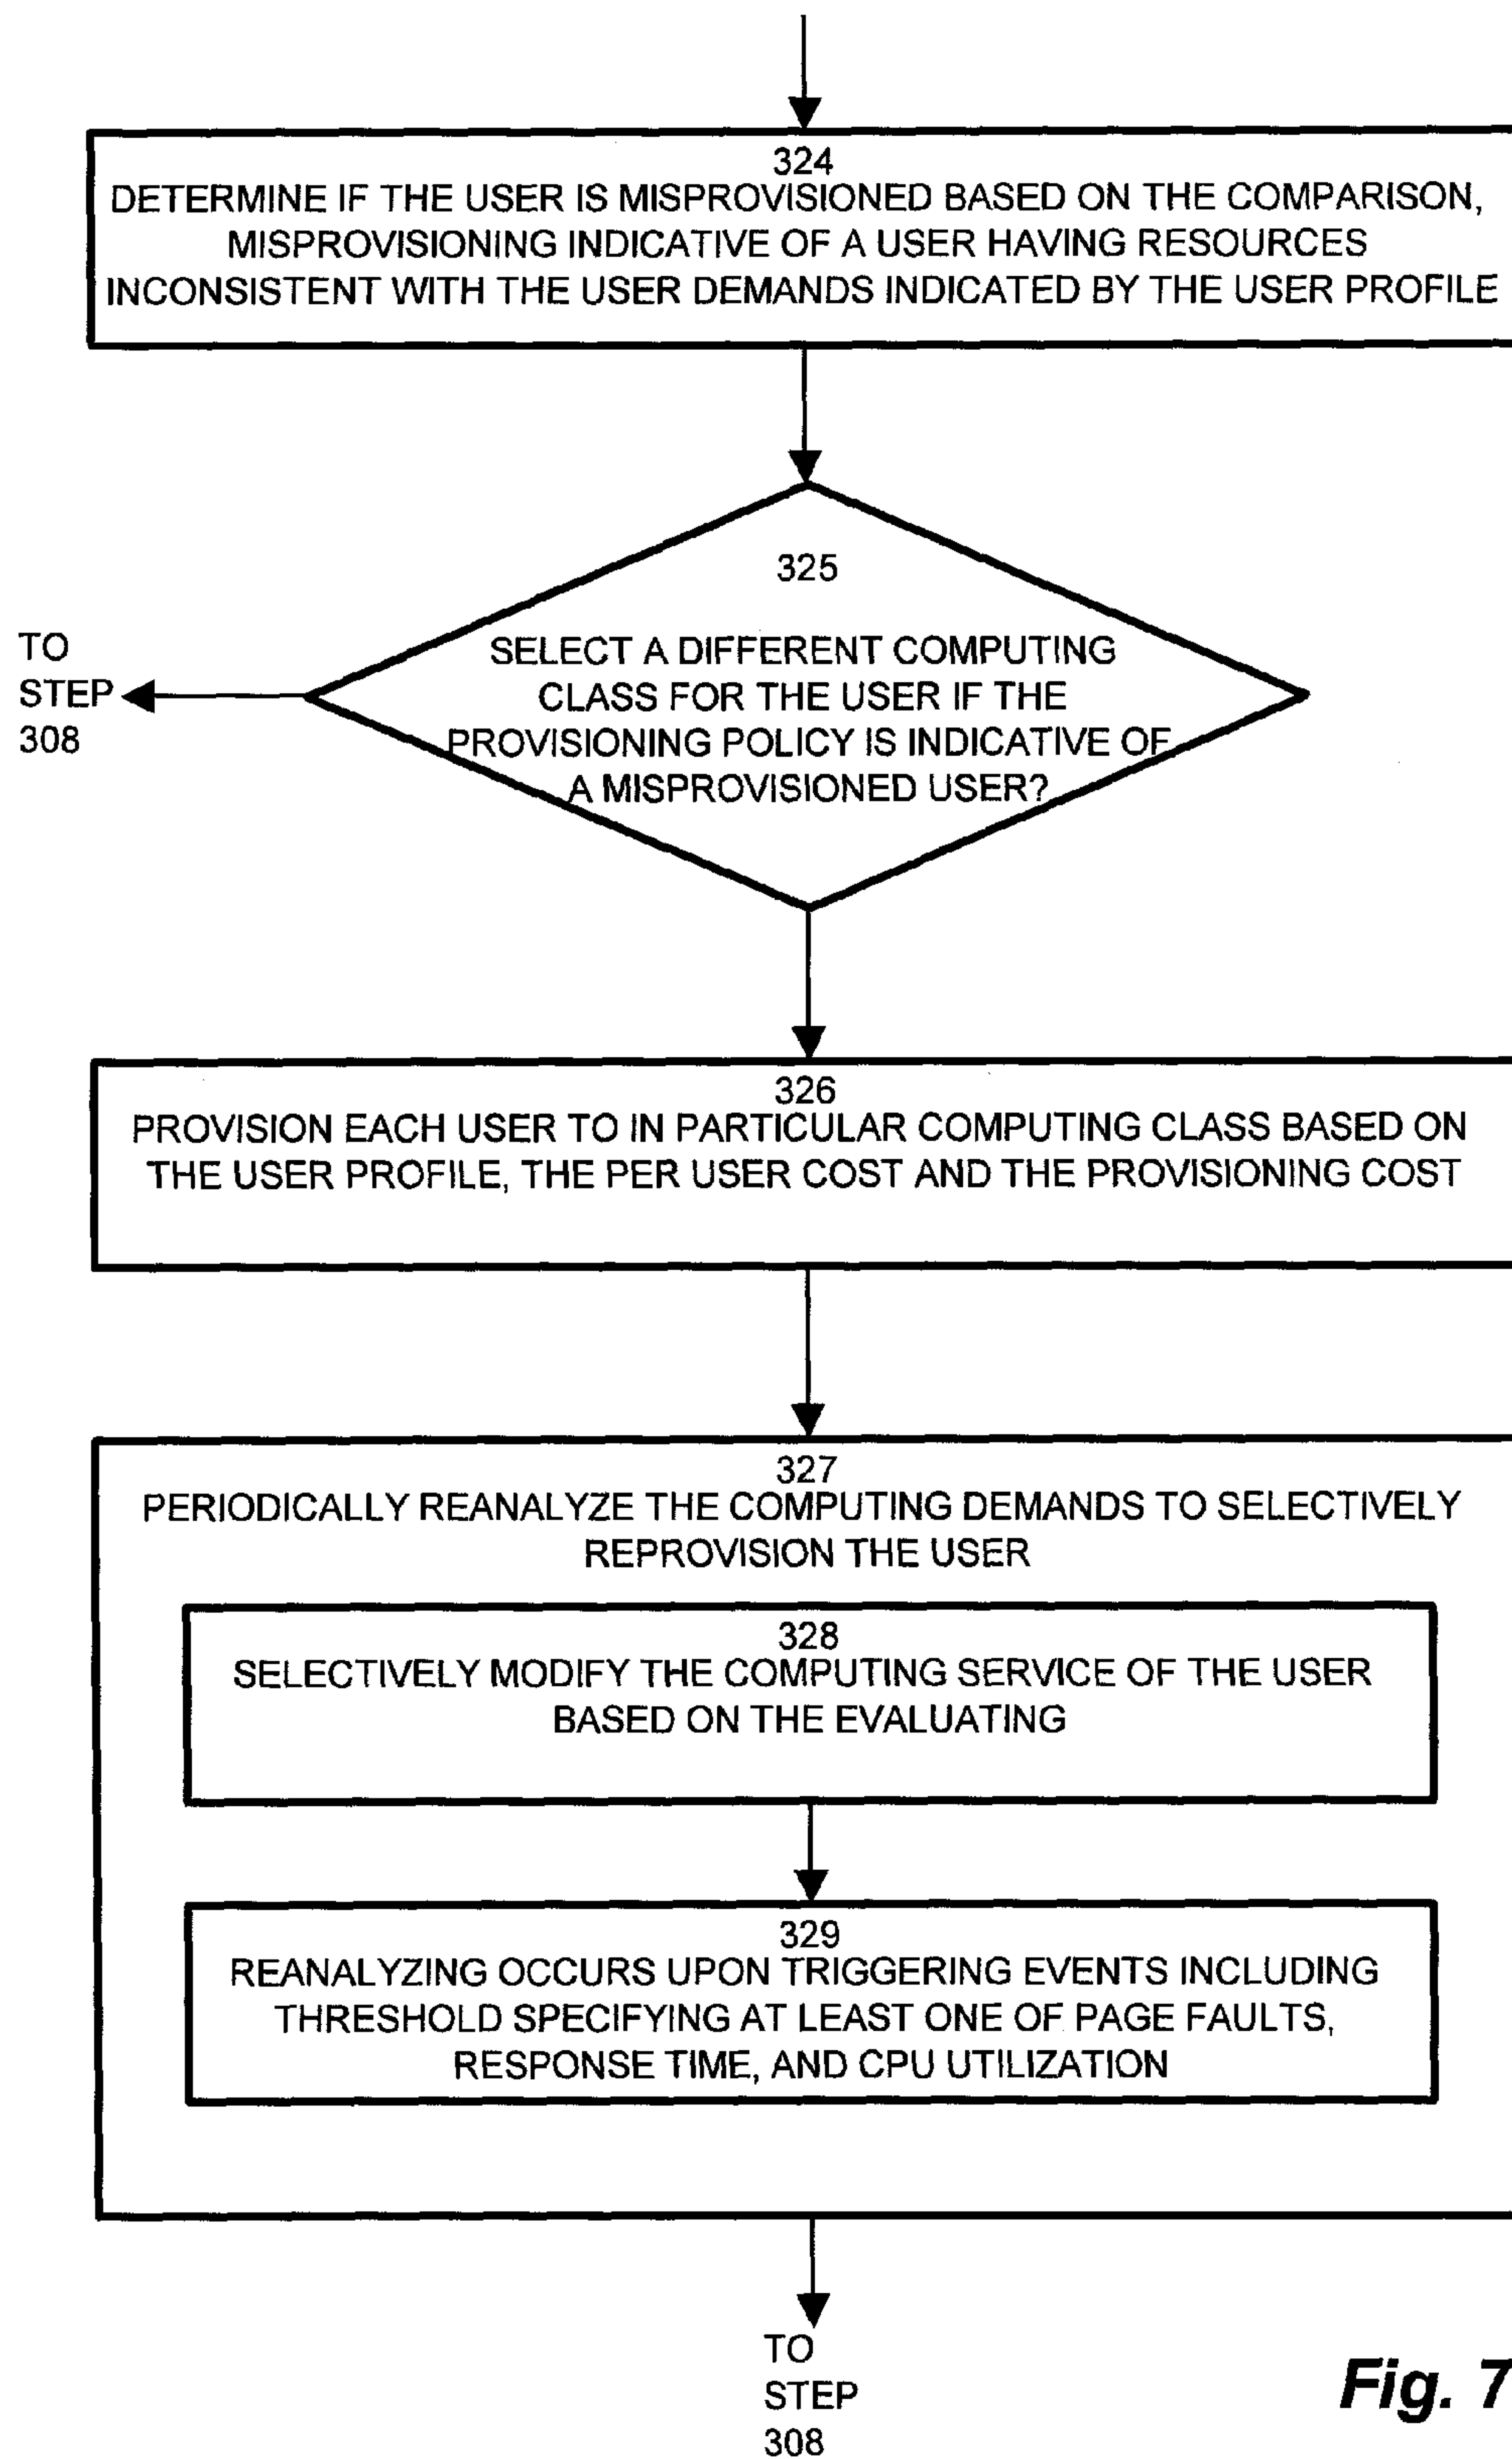 324
DETERMINE IF THE USER IS MISPROVISIONED BASED ON THE COMPARISON,
MISPROVISIONING INDICATIVE OF A USER HAVING RESOURCES
INCONSISTENT WITH THE USER DEMANDS INDICATED BY THE USER PROFILE
325
SELECT A DIFFERENT COMPUTING
CLASS FOR THE USER IF THE
PROVISIONING POLICY IS INDICATIVE OF
A MISPROVISIONED USER?
TO
STEP
308
326
PROVISION EACH USER TO IN PARTICULAR COMPUTING CLASS BASED ON
THE USER PROFILE, THE PER USER COST AND THE PROVISIONING COST
327
PERIODICALLY REANALYZE THE COMPUTING DEMANDS TO SELECTIVELY
REPROVISION THE USER
328
SELECTIVELY MODIFY THE COMPUTING SERVICE OF THE USER
BASED ON THE EVALUATING
329
REANALYZING OCCURS UPON TRIGGERING EVENTS INCLUDING
THRESHOLD SPECIFYING AT LEAST ONE OF PAGE FAULTS,
RESPONSE TIME, AND CPU UTILIZATION
TO
STEP
308
Fig. 7